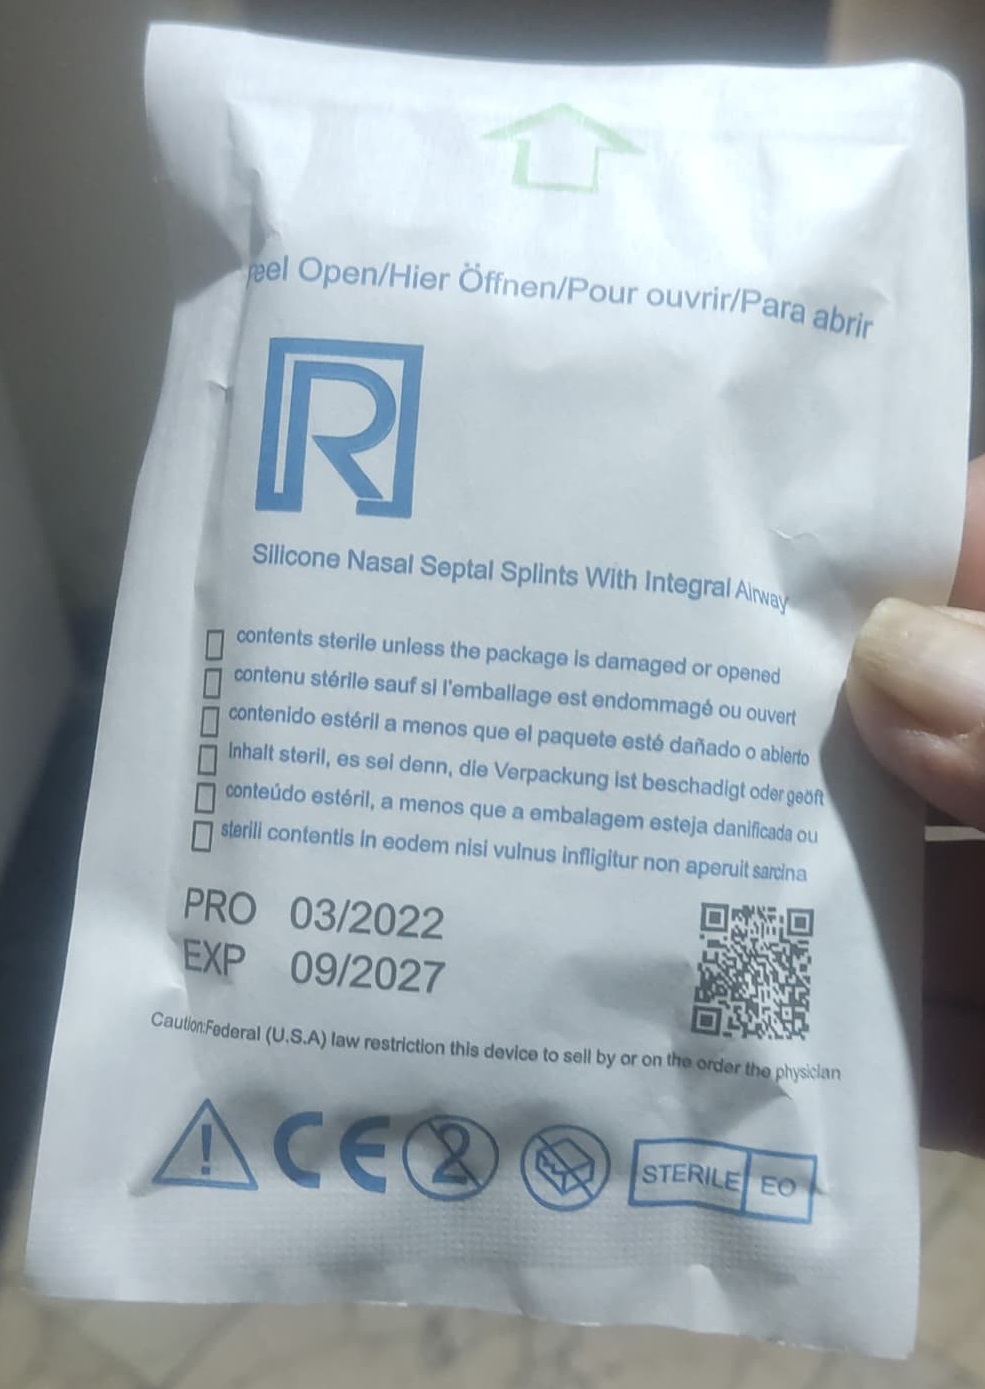 Peel Open/Hier Öffnen/Pour ouvrir/Para abrir
R
Silicone Nasal Septal Splints With Integral Airway
contents sterile unless the package is damaged or opened
contenu stérile sauf si l'emballage est endommagé ou ouvert
contenido estéril a menos que el paquete esté dañado o abierto
Inhalt steril, es sei denn, die Verpackung ist beschadigt oder geöft
conteúdo estéril, a menos que a embalagem esteja danificada ou
sterili contentis in eodem nisi vulnus infligitur non aperuit sarcina
PRO 03/2022
EXP 09/2027
Caution:Federal (U.S.A) law restriction this device to sell by or on the order the physician
! CE 2 STERILE EO